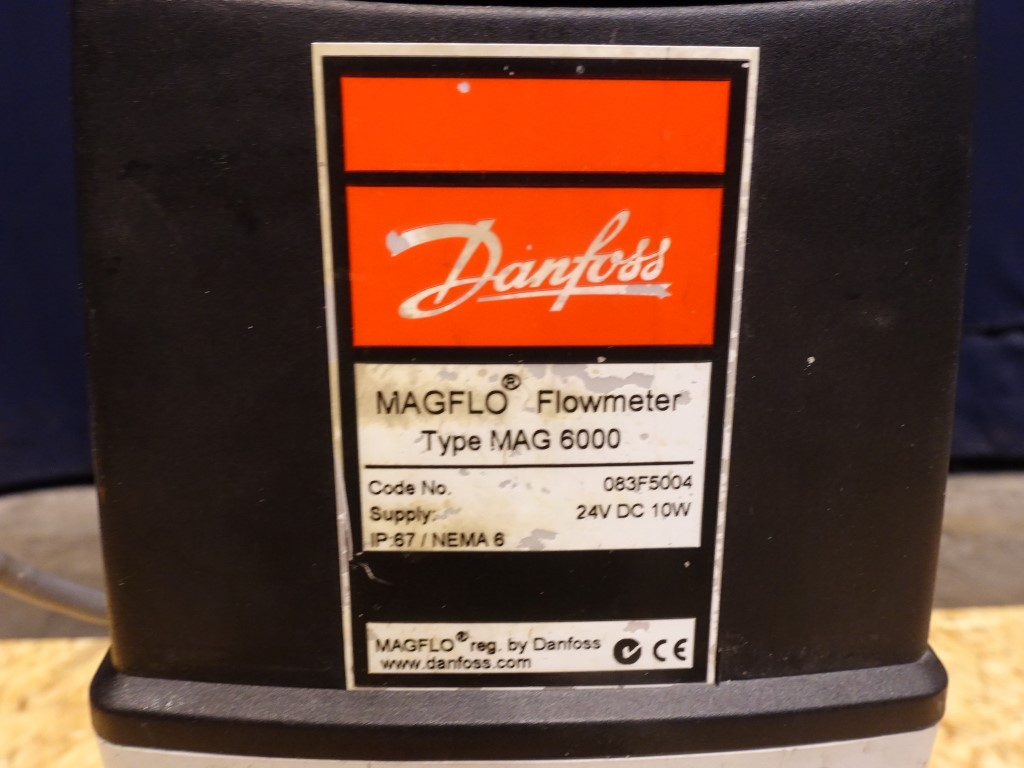 Danfoss
MAGFLO® Flowmeter
Type MAG 6000
Code No. 083F5004
Supply: 24V DC 10W
IP 67 / NEMA 6
MAGFLO® reg. by Danfoss
www.danfoss.com
CE